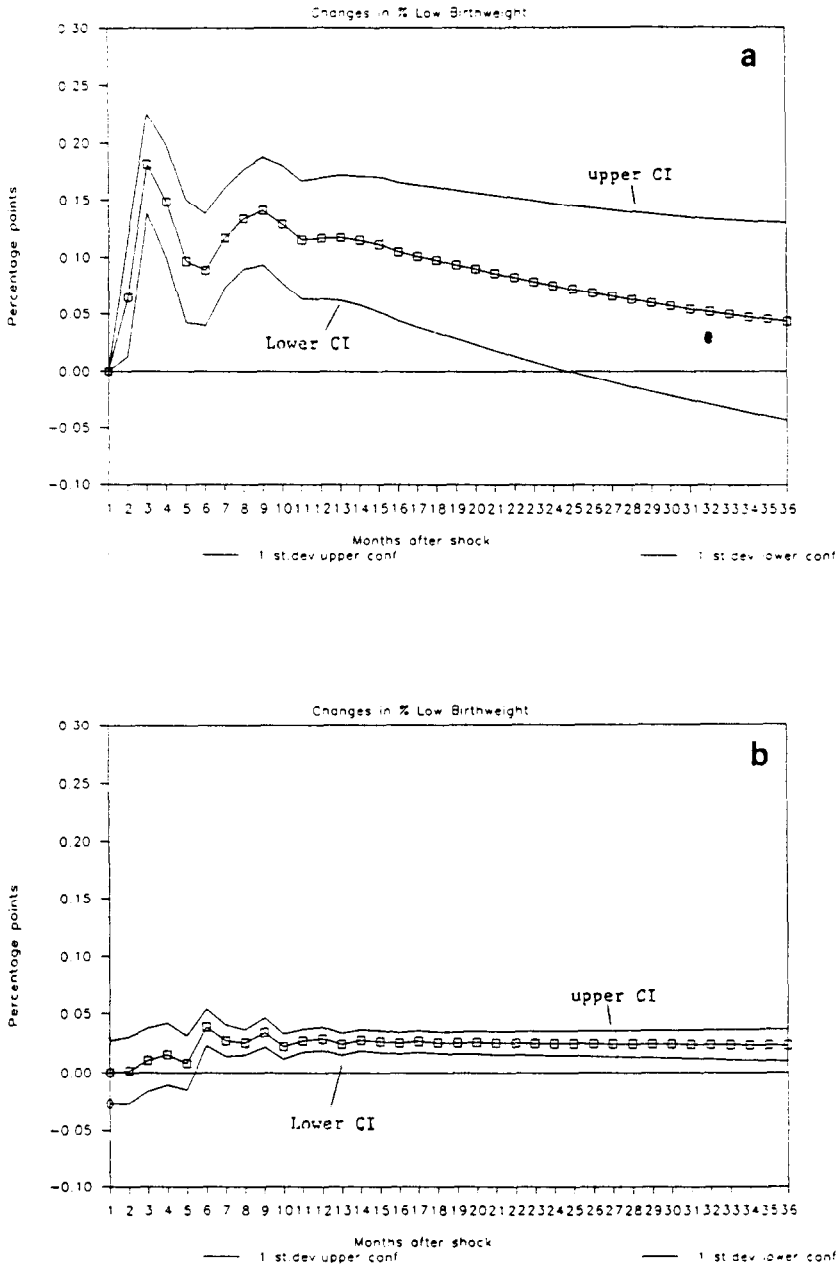 Changes in % Low Birthweight
a
0.30
0.25
0.20
0.15
0.10
0.05
0.00
-0.05
-0.10
Percentage points
upper CI
Lower CI
1 2 3 4 5 6 7 8 9 10 11 12 13 14 15 16 17 18 19 20 21 22 23 24 25 26 27 28 29 30 31 32 33 34 35 36
Months after shock
1 st.dev.upper conf
1 st.dev.lower conf
Changes in % Low Birthweight
b
0.30
0.25
0.20
0.15
0.10
0.05
0.00
-0.05
-0.10
Percentage points
upper CI
Lower CI
1 2 3 4 5 6 7 8 9 10 11 12 13 14 15 16 17 18 19 20 21 22 23 24 25 26 27 28 29 30 31 32 33 34 35 36
Months after shock
1 st.dev.upper conf
1 st.dev.lower conf